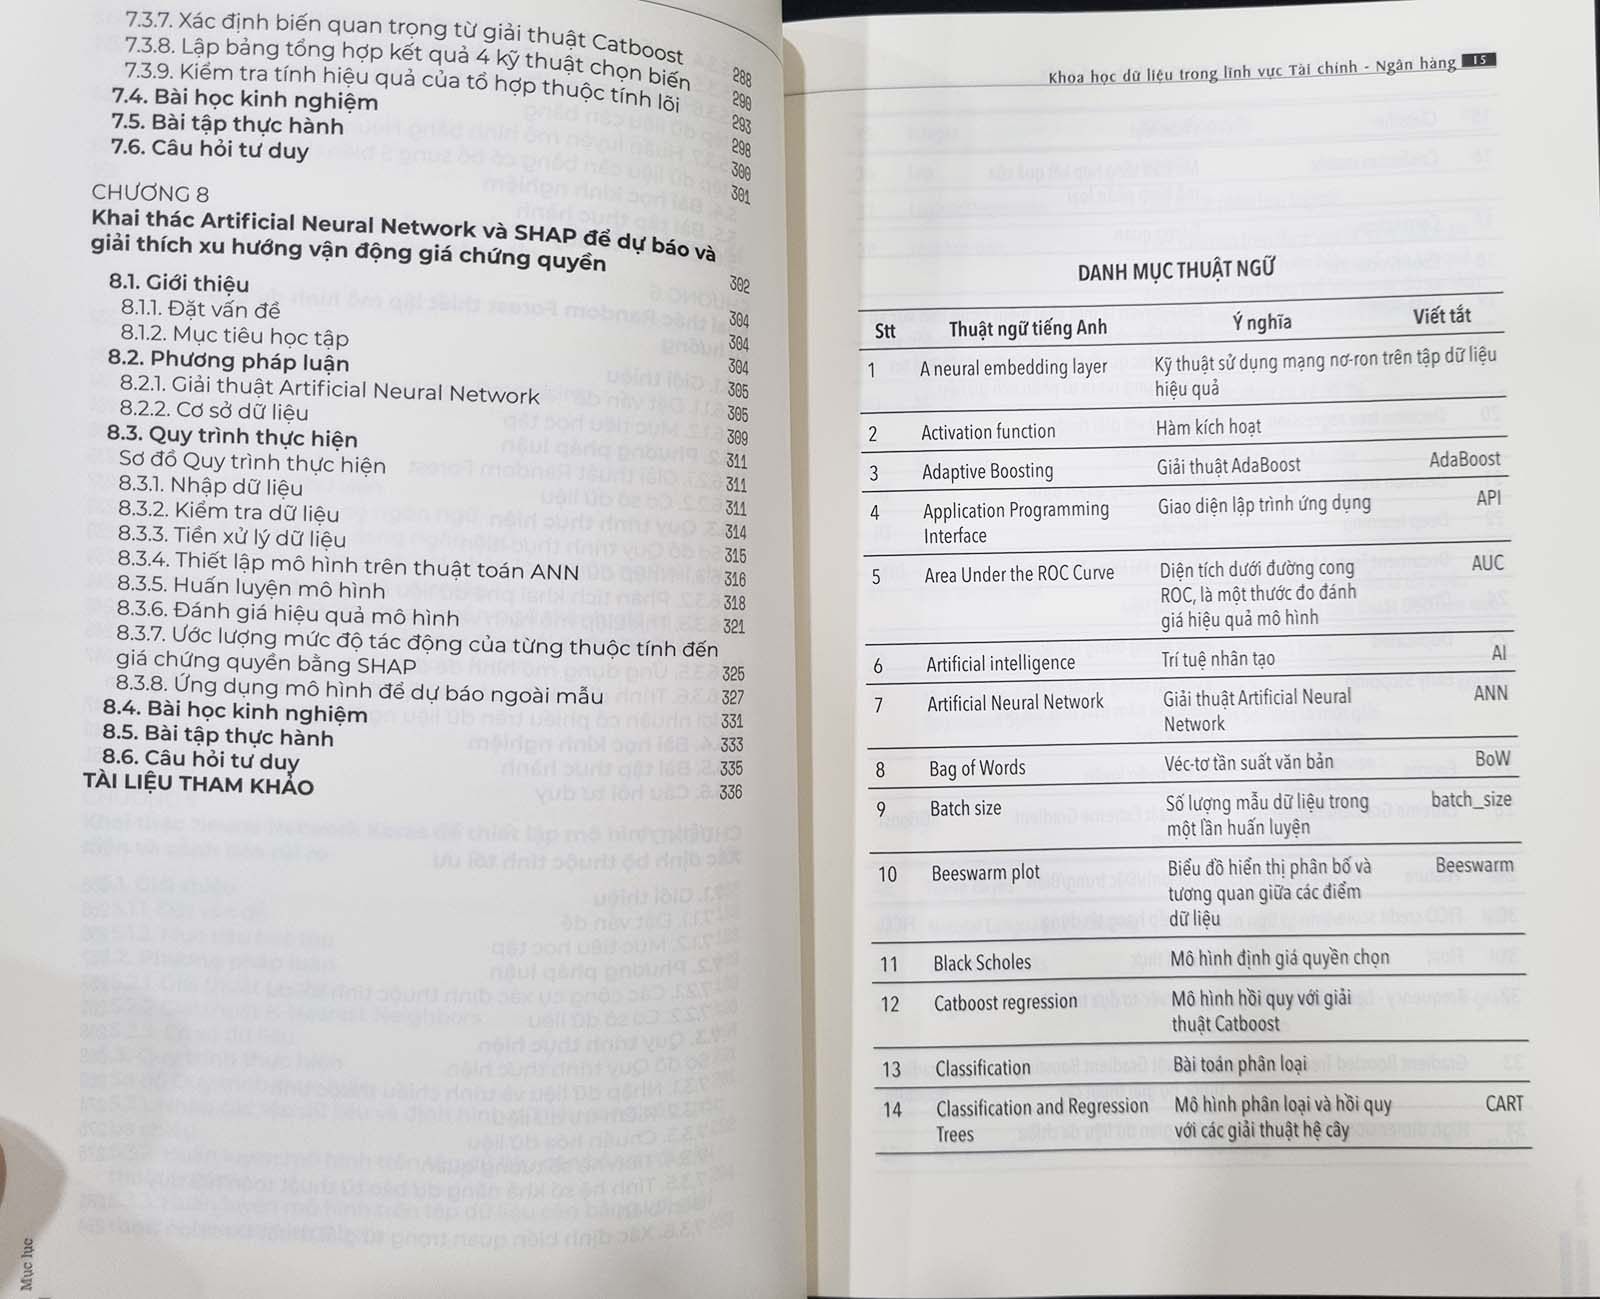 7.3.7. Xác định biến quan trọng từ giải thuật Catboost 288
7.3.8. Lập bảng tổng hợp kết quả 4 kỹ thuật chọn biến 290
7.3.9. Kiểm tra tính hiệu quả của tổ hợp thuộc tính lõi 293
7.4. Bài học kinh nghiệm 298
7.5. Bài tập thực hành 300
7.6. Câu hỏi tư duy 301
CHƯƠNG 8
Khai thác Artificial Neural Network và SHAP để dự báo và
giải thích xu hướng vận động giá chứng quyền 302
8.1. Giới thiệu 304
8.1.1. Đặt vấn đề 304
8.1.2. Mục tiêu học tập 304
8.2. Phương pháp luận 305
8.2.1. Giải thuật Artificial Neural Network 305
8.2.2. Cơ sở dữ liệu 309
8.3. Quy trình thực hiện 311
Sơ đồ Quy trình thực hiện 311
8.3.1. Nhập dữ liệu 311
8.3.2. Kiểm tra dữ liệu 314
8.3.3. Tiền xử lý dữ liệu 315
8.3.4. Thiết lập mô hình trên thuật toán ANN 316
8.3.5. Huấn luyện mô hình 318
8.3.6. Đánh giá hiệu quả mô hình 321
8.3.7. Ước lượng mức độ tác động của từng thuộc tính đến
giá chứng quyền bằng SHAP 325
8.3.8. Ứng dụng mô hình để dự báo ngoài mẫu 327
8.4. Bài học kinh nghiệm 331
8.5. Bài tập thực hành 333
8.6. Câu hỏi tư duy 335
TÀI LIỆU THAM KHẢO 336
Mục lục
Khoa học dữ liệu trong lĩnh vực Tài chính - Ngân hàng 15
DANH MỤC THUẬT NGỮ
Stt Thuật ngữ tiếng Anh Ý nghĩa Viết tắt
1 A neural embedding layer Kỹ thuật sử dụng mạng nơ-ron trên tập dữ liệu
hiệu quả
2 Activation function Hàm kích hoạt
3 Adaptive Boosting Giải thuật AdaBoost AdaBoost
4 Application Programming Giao diện lập trình ứng dụng API
Interface
5 Area Under the ROC Curve Diện tích dưới đường cong AUC
ROC, là một thước đo đánh
giá hiệu quả mô hình
6 Artificial intelligence Trí tuệ nhân tạo AI
7 Artificial Neural Network Giải thuật Artificial Neural ANN
Network
8 Bag of Words Véc-tơ tần suất văn bản BoW
9 Batch size Số lượng mẫu dữ liệu trong batch_size
một lần huấn luyện
10 Beeswarm plot Biểu đồ hiển thị phân bố và Beeswarm
tương quan giữa các điểm
dữ liệu
11 Black Scholes Mô hình định giá quyền chọn
12 Catboost regression Mô hình hồi quy với giải
thuật Catboost
13 Classification Bài toán phân loại
14 Classification and Regression Mô hình phân loại và hồi quy CART
Trees với các giải thuật hệ cây